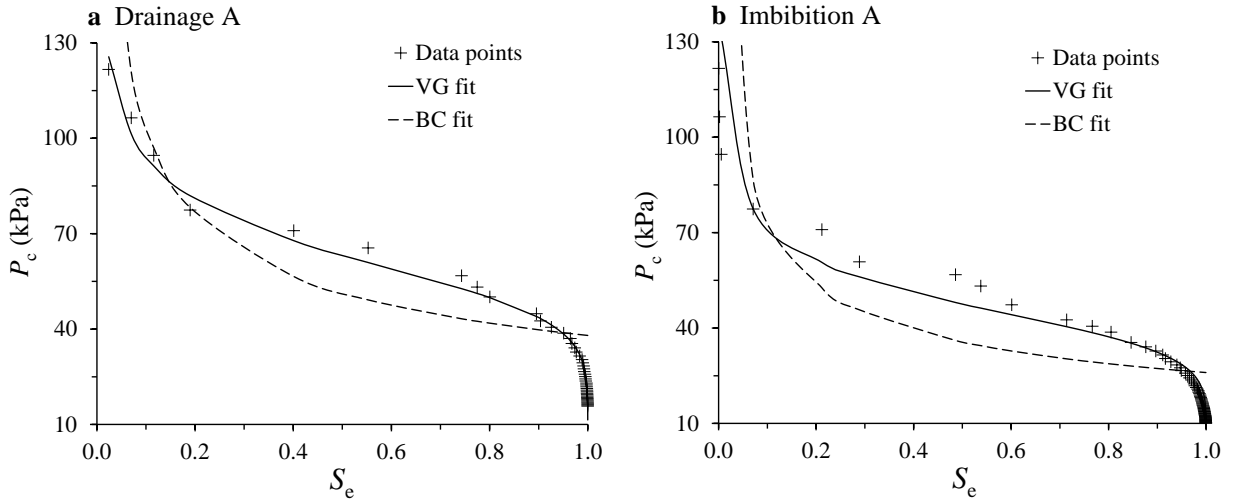 a Drainage A
130
100
70
40
10
P_c (kPa)
Data points
VG fit
BC fit
0.0 0.2 0.4 0.6 0.8 1.0
S_e
b Imbibition A
130
100
70
40
10
P_c (kPa)
Data points
VG fit
BC fit
0.0 0.2 0.4 0.6 0.8 1.0
S_e